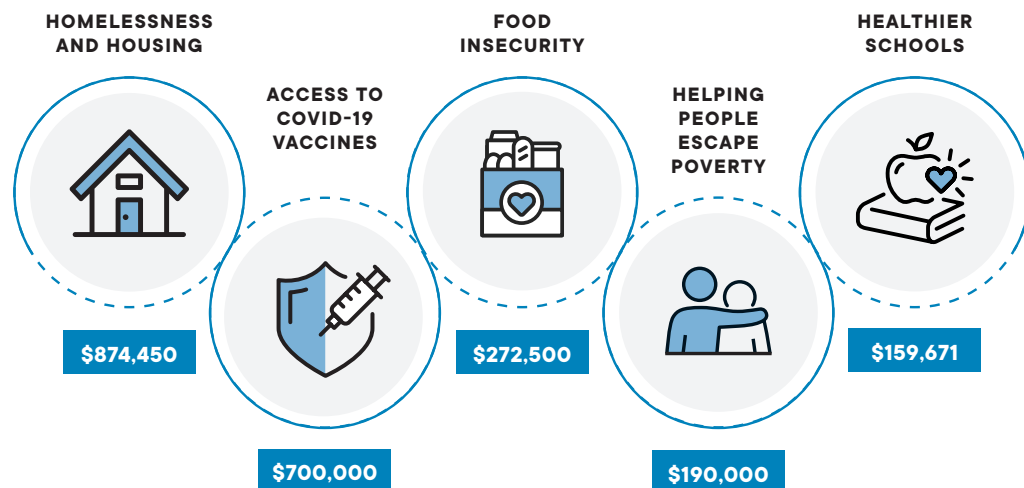 HOMELESSNESS
AND HOUSING
$874,450
ACCESS TO
COVID-19
VACCINES
$700,000
FOOD
INSECURITY
$272,500
HELPING
PEOPLE
ESCAPE
POVERTY
$190,000
HEALTHIER
SCHOOLS
$159,671